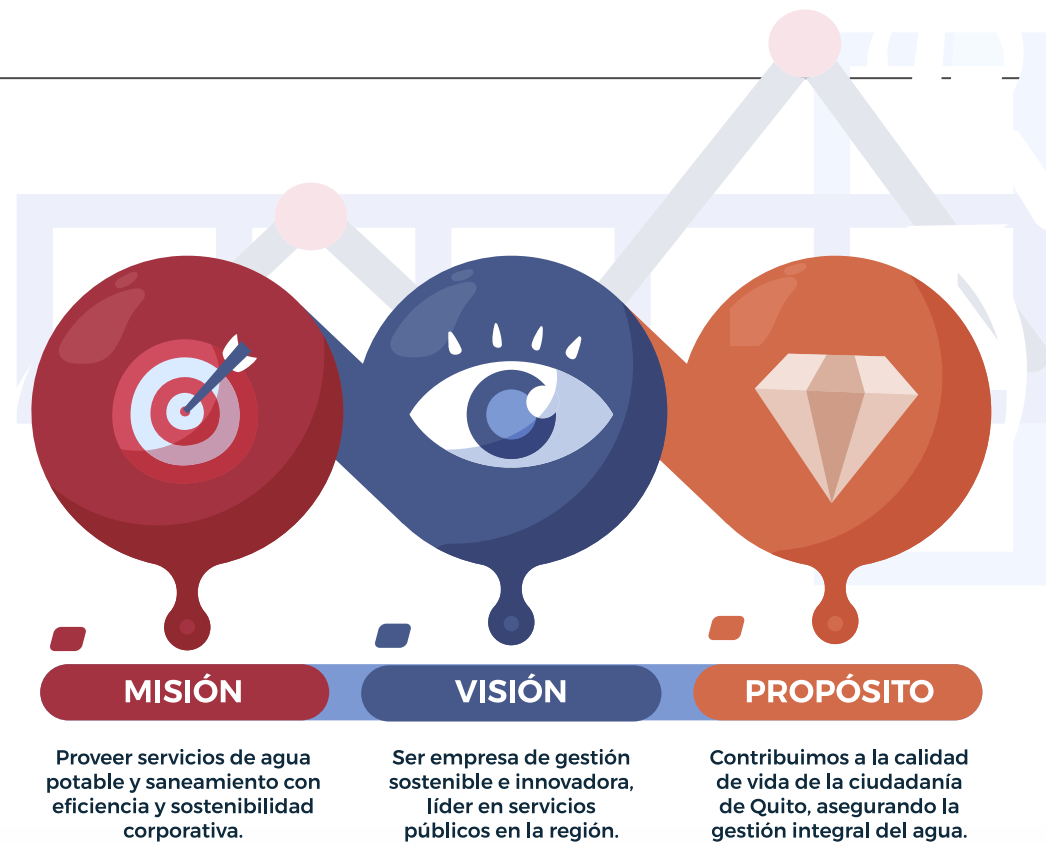 MISIÓN
Proveer servicios de agua
potable y saneamiento con
eficiencia y sostenibilidad
corporativa.
VISIÓN
Ser empresa de gestión
sostenible e innovadora,
líder en servicios
públicos en la región.
PROPÓSITO
Contribuimos a la calidad
de vida de la ciudadanía
de Quito, asegurando la
gestión integral del agua.